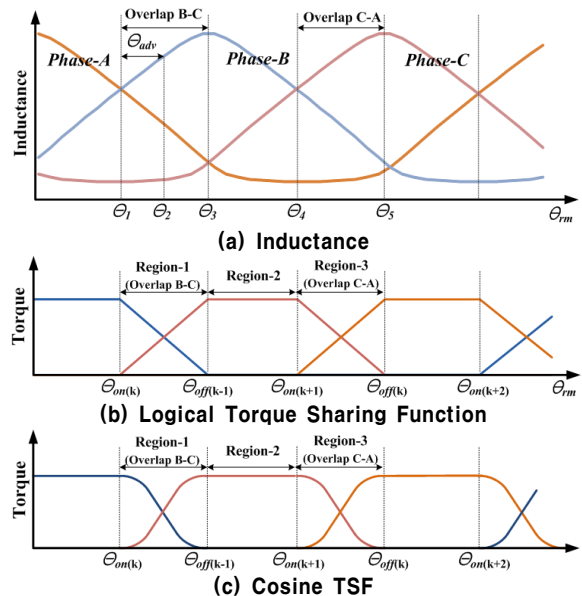 Overlap B-C
Overlap C-A
Θadv
Phase-A
Phase-B
Phase-C
Inductance
Θ1
Θ2
Θ3
Θ4
Θ5
Θrm
(a) Inductance
Region-1
(Overlap B-C)
Region-2
Region-3
(Overlap C-A)
Torque
Θon(k)
Θoff(k-1)
Θon(k+1)
Θoff(k)
Θon(k+2)
Θrm
(b) Logical Torque Sharing Function
Region-1
(Overlap B-C)
Region-2
Region-3
(Overlap C-A)
Torque
Θon(k)
Θoff(k-1)
Θon(k+1)
Θoff(k)
Θon(k+2)
(c) Cosine TSF